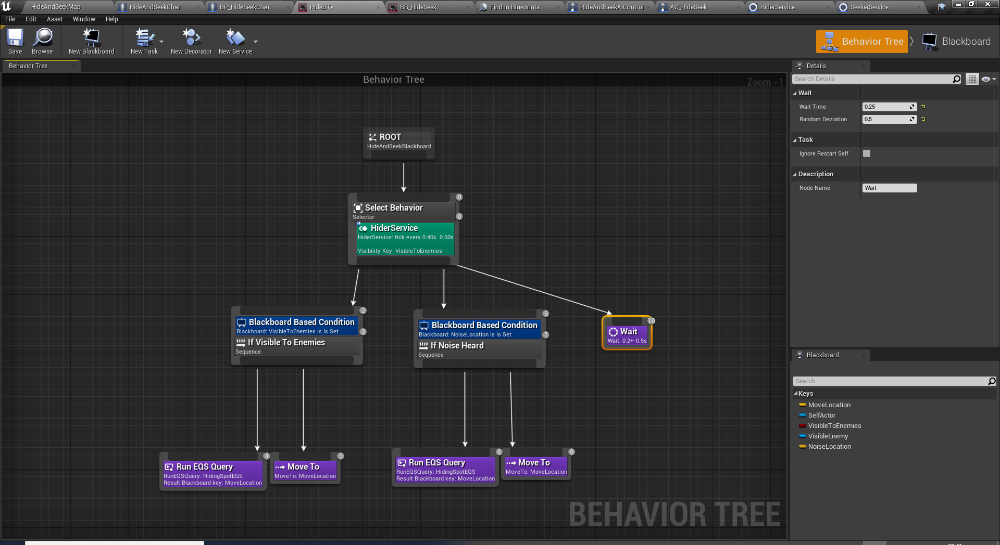 HideAndSeekMap
HideAndSeekChar
BP_HideSeekChar
HideBT*
BB_HideSeek
Find in Blueprints
HideAndSeekAIControl
AC_HideSeek
HiderService
SeekerService
File Edit Asset Window Help
Save
Browse
New Blackboard
New Task
New Decorator
New Service
Behavior Tree
Blackboard
Behavior Tree
Behavior Tree
Zoom -1
ROOT
HideAndSeekBlackboard
0
Select Behavior
Selector
0
HiderService
HiderService: tick every 0.40s..0.60s
Visibility Key: VisibleToEnemies
2
Blackboard Based Condition
Blackboard: VisibleToEnemies is Is Set
3
If Visible To Enemies
Sequence
6
Blackboard Based Condition
Blackboard: NoiseLocation is Is Set
7
If Noise Heard
Sequence
10
Wait
Wait: 0.2+-0.5s
4
Run EQS Query
RunEQSQuery: HidingSpotEQS
Result Blackboard key: MoveLocation
5
Move To
MoveTo: MoveLocation
8
Run EQS Query
RunEQSQuery: HidingSpotEQS
Result Blackboard key: MoveLocation
9
Move To
MoveTo: MoveLocation
BEHAVIOR TREE
Details
Search Details
Wait
Wait Time 0,25
Random Deviation 0,5
Task
Ignore Restart Self
Description
Node Name Wait
Blackboard
Search
Keys
MoveLocation
SelfActor
VisibleToEnemies
VisibleEnemy
NoiseLocation